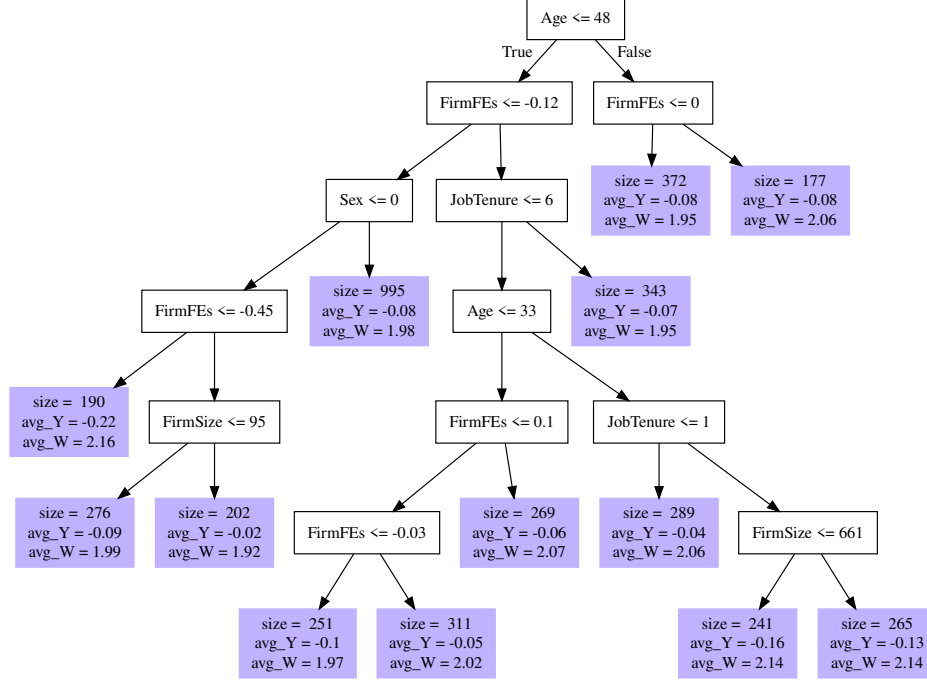 Age <= 48
True
False
FirmFEs <= -0.12
FirmFEs <= 0
Sex <= 0
JobTenure <= 6
size = 372
avg_Y = -0.08
avg_W = 1.95
size = 177
avg_Y = -0.08
avg_W = 2.06
FirmFEs <= -0.45
size = 995
avg_Y = -0.08
avg_W = 1.98
Age <= 33
size = 343
avg_Y = -0.07
avg_W = 1.95
size = 190
avg_Y = -0.22
avg_W = 2.16
FirmSize <= 95
FirmFEs <= 0.1
JobTenure <= 1
size = 276
avg_Y = -0.09
avg_W = 1.99
size = 202
avg_Y = -0.02
avg_W = 1.92
FirmFEs <= -0.03
size = 269
avg_Y = -0.06
avg_W = 2.07
size = 289
avg_Y = -0.04
avg_W = 2.06
FirmSize <= 661
size = 251
avg_Y = -0.1
avg_W = 1.97
size = 311
avg_Y = -0.05
avg_W = 2.02
size = 241
avg_Y = -0.16
avg_W = 2.14
size = 265
avg_Y = -0.13
avg_W = 2.14